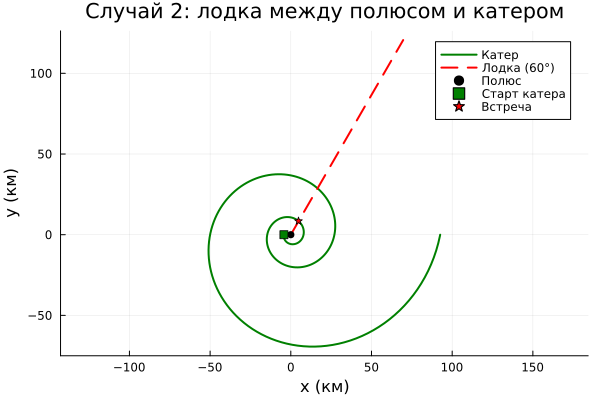 Случай 2: лодка между полюсом и катером
Катер
Лодка (60°)
Полюс
Старт катера
Встреча
100
50
0
−50
y (км)
−100
−50
0
50
100
150
x (км)